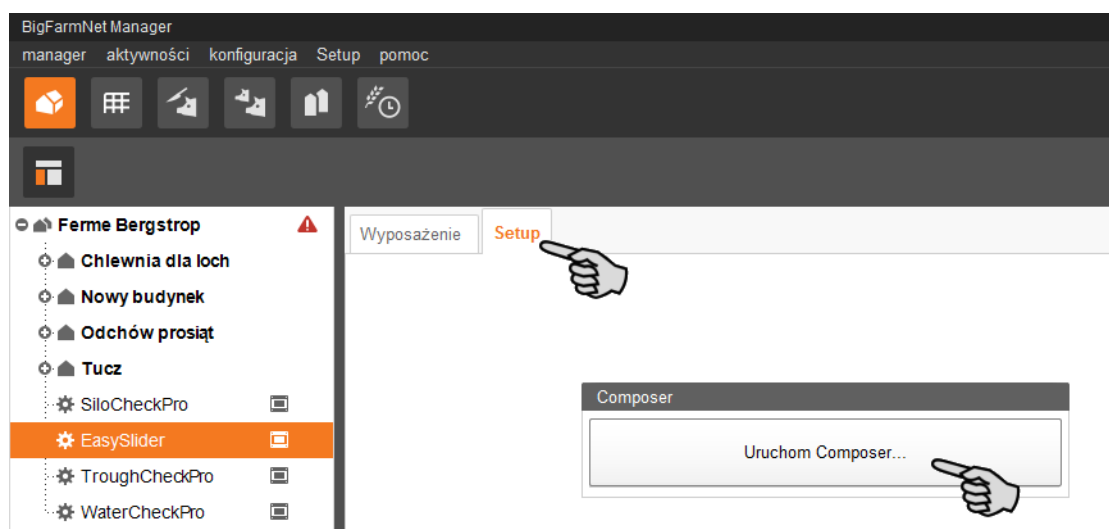 BigFarmNet Manager
manager aktywności konfiguracja Setup pomoc
Ferme Bergstrop
Chlewnia dla loch
Nowy budynek
Odchów prosiąt
Tucz
SiloCheckPro
EasySlider
TroughCheckPro
WaterCheckPro
Wyposażenie Setup
Composer
Uruchom Composer...